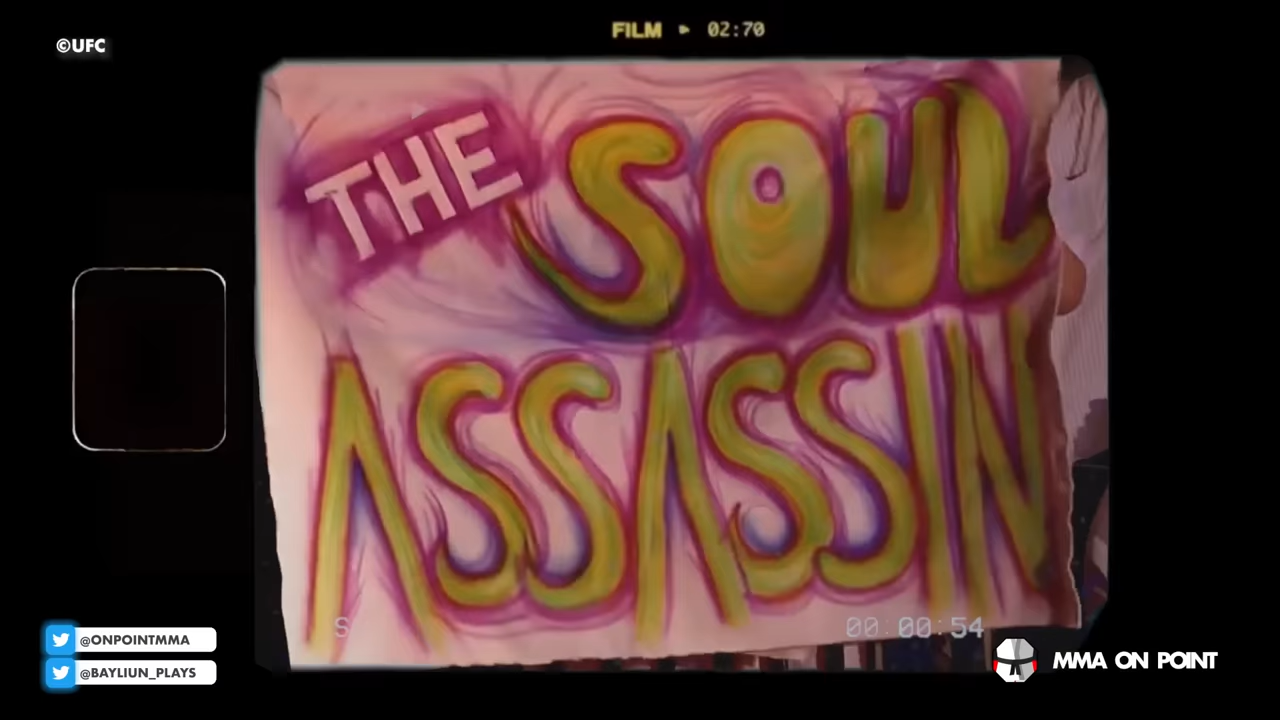 ©UFC
FILM ▶ 02:70
THE SOUL
ASSASSIN
S
00:00:54
@ONPOINTMMA
@BAYLIUN_PLAYS
MMA ON POINT